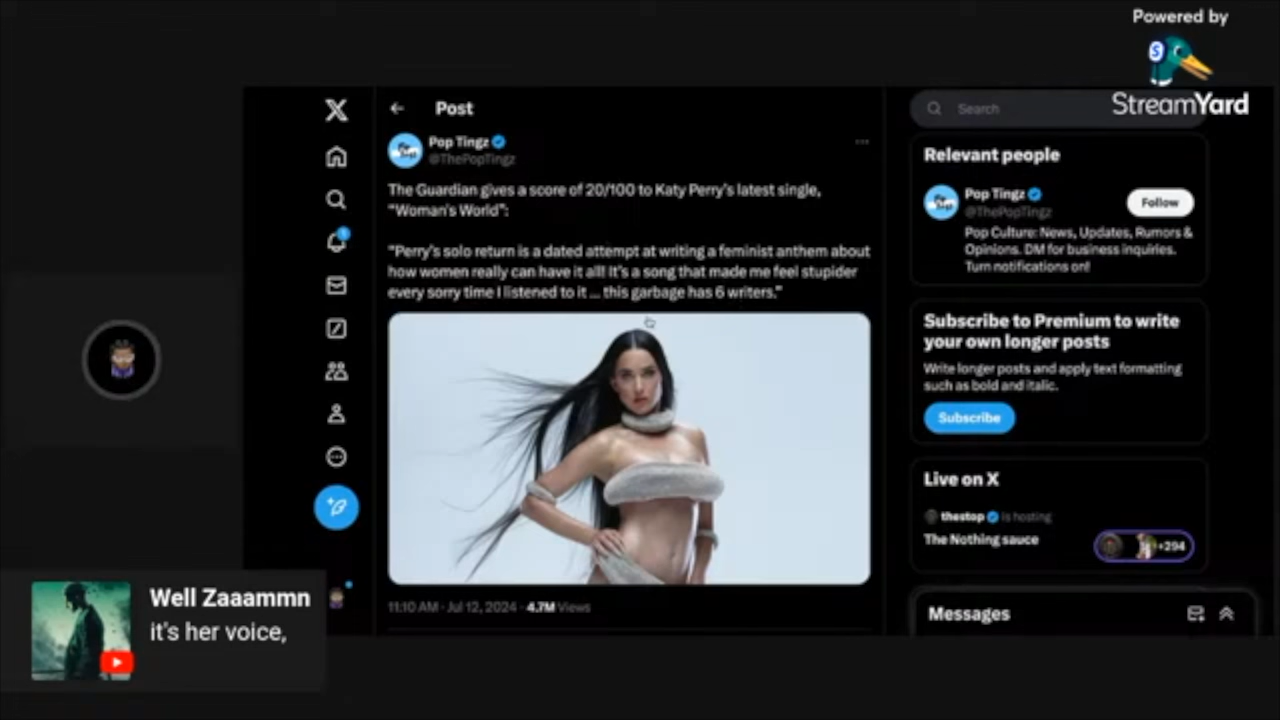 Powered by
StreamYard
Post
Search
Pop Tingz
@ThePopTingz
The Guardian gives a score of 20/100 to Katy Perry's latest single,
"Woman's World":
"Perry's solo return is a dated attempt at writing a feminist anthem about
how women really can have it all! It's a song that made me feel stupider
every sorry time I listened to it ... this garbage has 6 writers."
11:10 AM · Jul 12, 2024 · 4.7M Views
Relevant people
Pop Tingz
@ThePopTingz
Follow
Pop Culture: News, Updates, Rumors &
Opinions. DM for business inquiries.
Turn notifications on!
Subscribe to Premium to write
your own longer posts
Write longer posts and apply text formatting
such as bold and italic.
Subscribe
Live on X
thestop is hosting
The Nothing sauce
+294
Messages
Well Zaaammn
it's her voice,